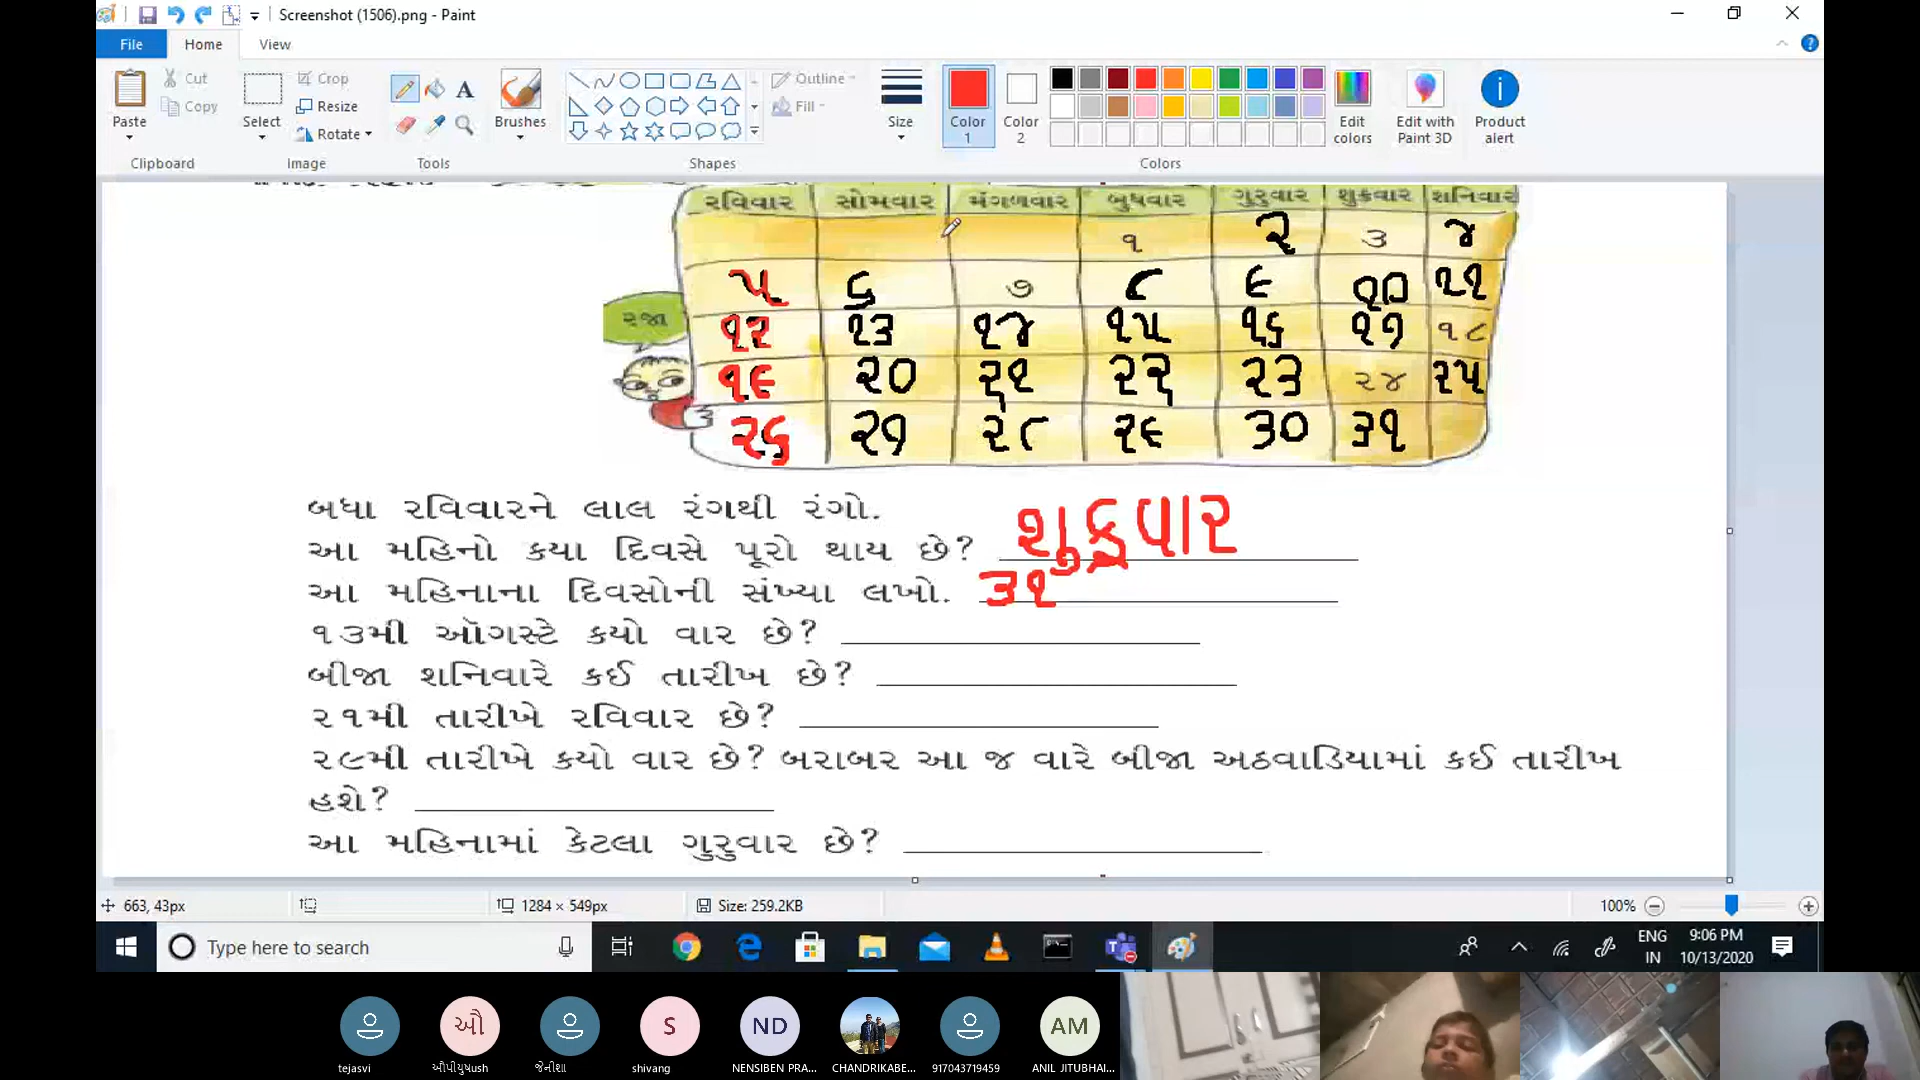 Screenshot (1506).png - Paint
File Home View
Cut
Copy
Paste
Clipboard
Select
Crop
Resize
Rotate
Image
Tools
Brushes
Outline
Fill
Shapes
Size
Color 1
Color 2
Edit colors
Colors
Edit with Paint 3D
Product alert
રવિવાર સોમવાર મંગળવાર બુધવાર ગુરુવાર શુક્રવાર શનિવાર
૧ ૨ ૩ ૪
૫ ૬ ૭ ૮ ૯ ૧૦ ૧૧
૧૨ ૧૩ ૧૪ ૧૫ ૧૬ ૧૭ ૧૮
૧૯ ૨૦ ૨૧ ૨૨ ૨૩ ૨૪ ૨૫
૨૬ ૨૭ ૨૮ ૨૯ ૩૦ ૩૧
રજા
બધા રવિવારને લાલ રંગથી રંગો.
આ મહિનો કયા દિવસે પૂરો થાય છે? શુક્રવાર
આ મહિનાના દિવસોની સંખ્યા લખો. ૩૧
૧૩મી ઑગસ્ટે કયો વાર છે?
બીજા શનિવારે કઈ તારીખ છે?
૨૧મી તારીખે રવિવાર છે?
૨૯મી તારીખે કયો વાર છે? બરાબર આ જ વારે બીજા અઠવાડિયામાં કઈ તારીખ
હશે?
આ મહિનામાં કેટલા ગુરુવાર છે?
663, 43px 1284 × 549px Size: 259.2KB 100%
Type here to search
ENG IN
9:06 PM
10/13/2020
ઔ S ND AM
tejasvi ઔપીયુષush જેનીશા shivang NENSIBEN PRA... CHANDRIKABE... 917043719459 ANIL JITUBHAI...